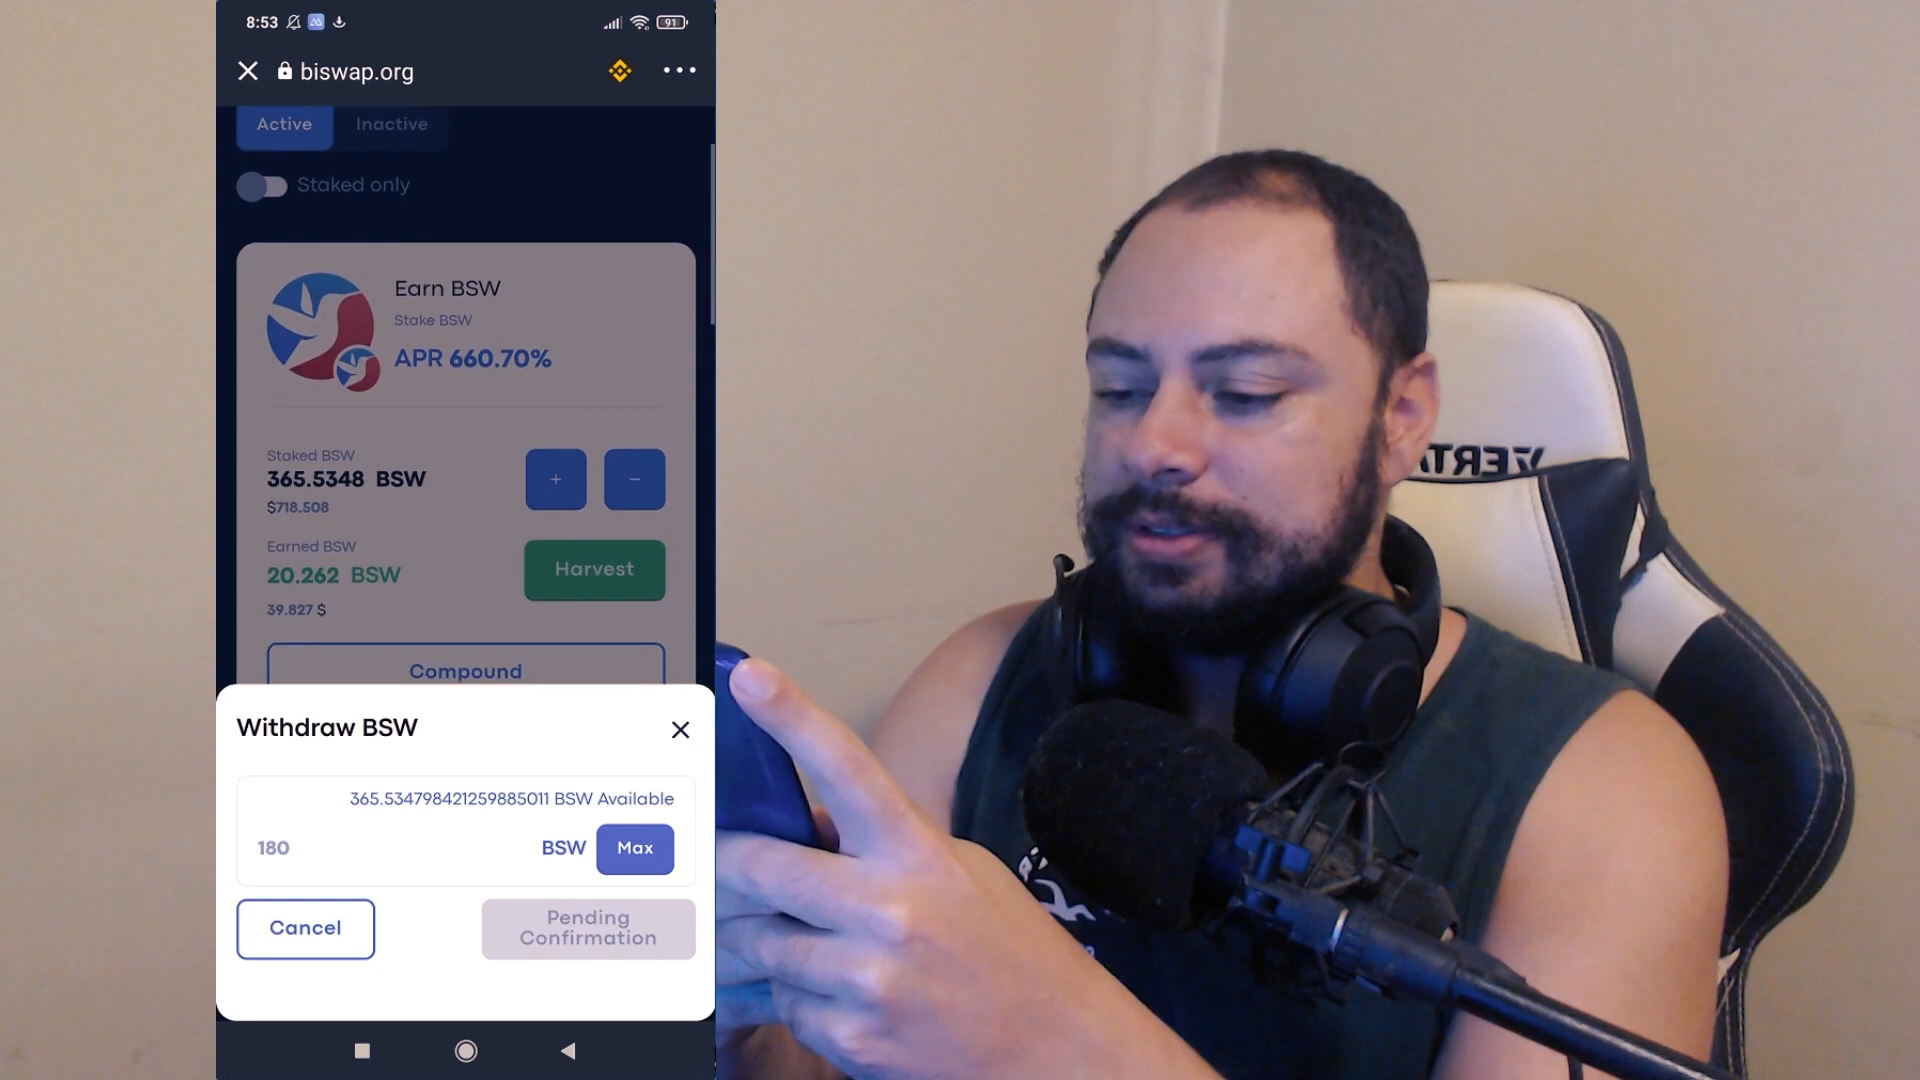 8:53
91
biswap.org
Active
Inactive
Staked only
Earn BSW
Stake BSW
APR 660.70%
Staked BSW
365.5348 BSW
$718.508
+
−
Earned BSW
20.262 BSW
39.827 $
Harvest
Compound
Withdraw BSW
365.534798421259885011 BSW Available
180
BSW
Max
Cancel
Pending
Confirmation
VERT